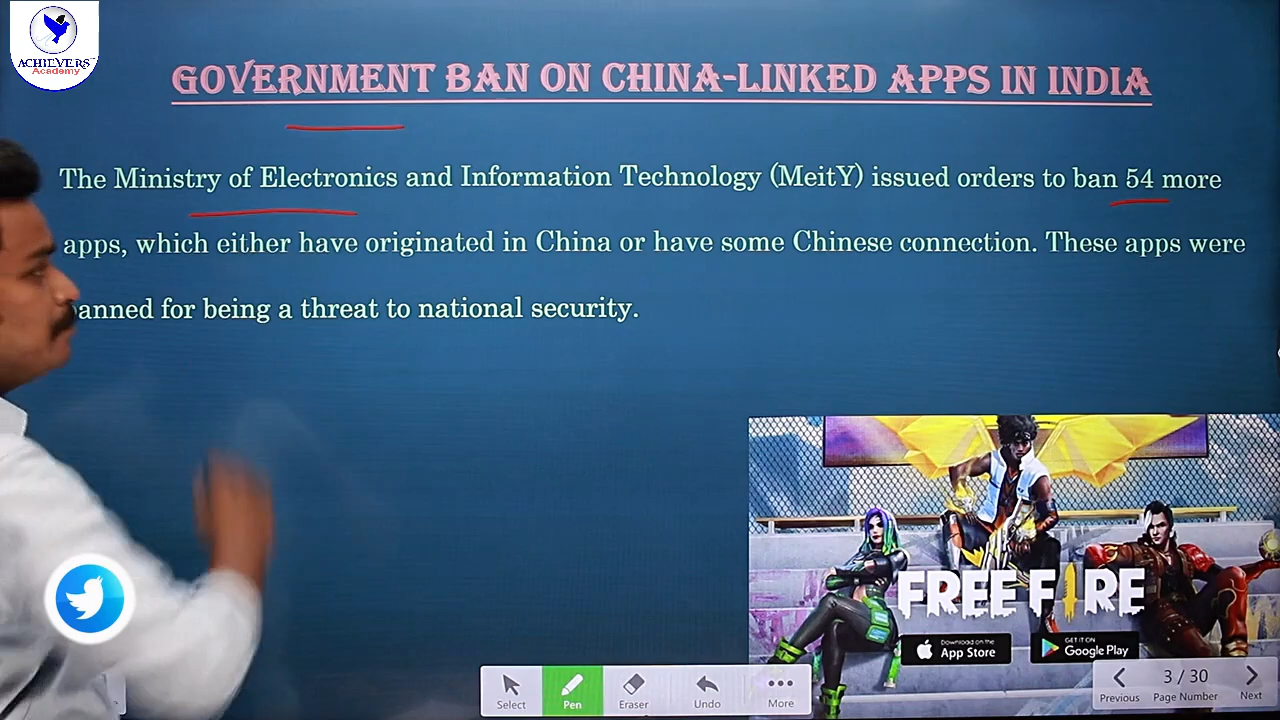 ACHIEVERS
Academy
GOVERNMENT BAN ON CHINA-LINKED APPS IN INDIA
The Ministry of Electronics and Information Technology (MeitY) issued orders to ban 54 more
apps, which either have originated in China or have some Chinese connection. These apps were
banned for being a threat to national security.
FREE FIRE
Download on the
App Store
GET IT ON
Google Play
Select
Pen
Eraser
Undo
More
Previous
3 / 30
Page Number
Next